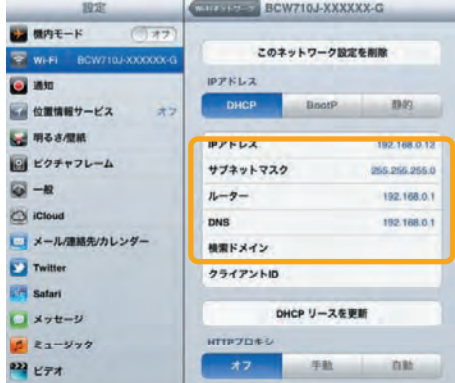 設定
Wi-Fiネットワーク
BCW710J-XXXXXX-G
機内モード
オフ
Wi-Fi BCW710J-XXXXXX-G
通知
位置情報サービス オフ
明るさ/壁紙
ピクチャフレーム
一般
iCloud
メール/連絡先/カレンダー
Twitter
Safari
メッセージ
ミュージック
ビデオ
このネットワーク設定を削除
IPアドレス
DHCP BootP 静的
IPアドレス 192.168.0.12
サブネットマスク 255.255.255.0
ルーター 192.168.0.1
DNS 192.168.0.1
検索ドメイン
クライアントID
DHCP リースを更新
HTTPプロキシ
オフ 手動 自動